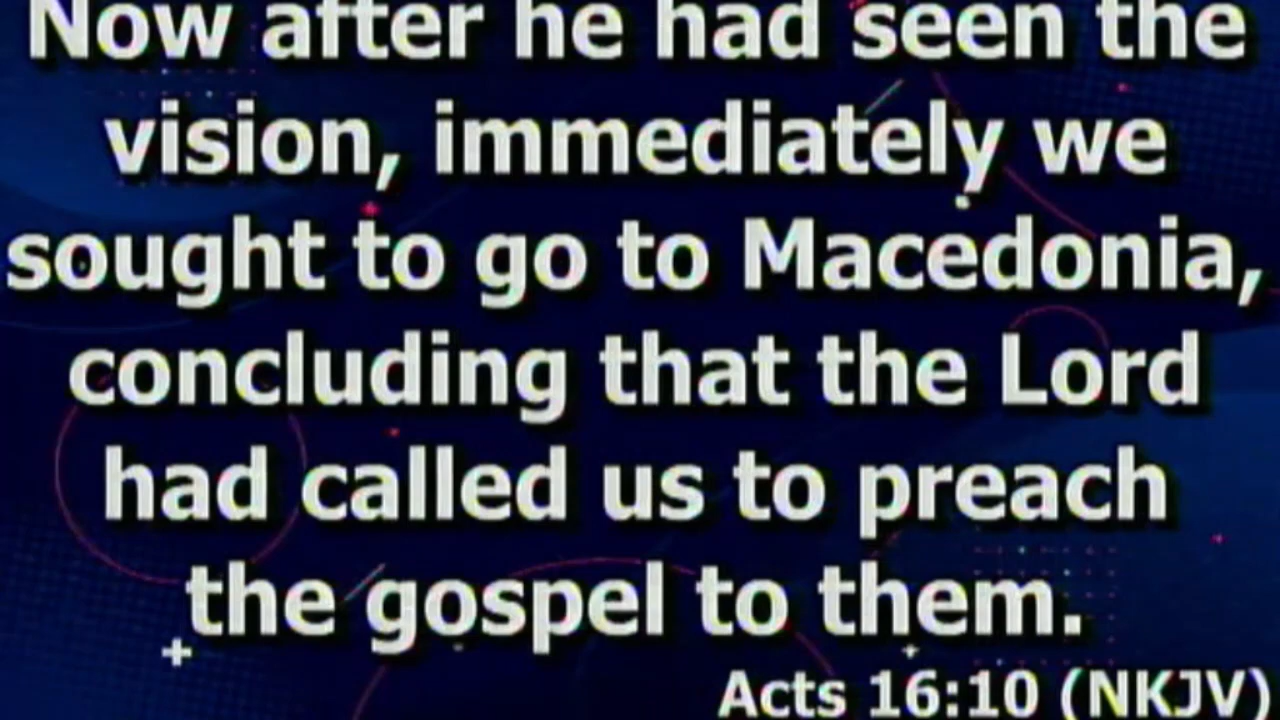 Now after he had seen the
vision, immediately we
sought to go to Macedonia,
concluding that the Lord
had called us to preach
the gospel to them.
Acts 16:10 (NKJV)